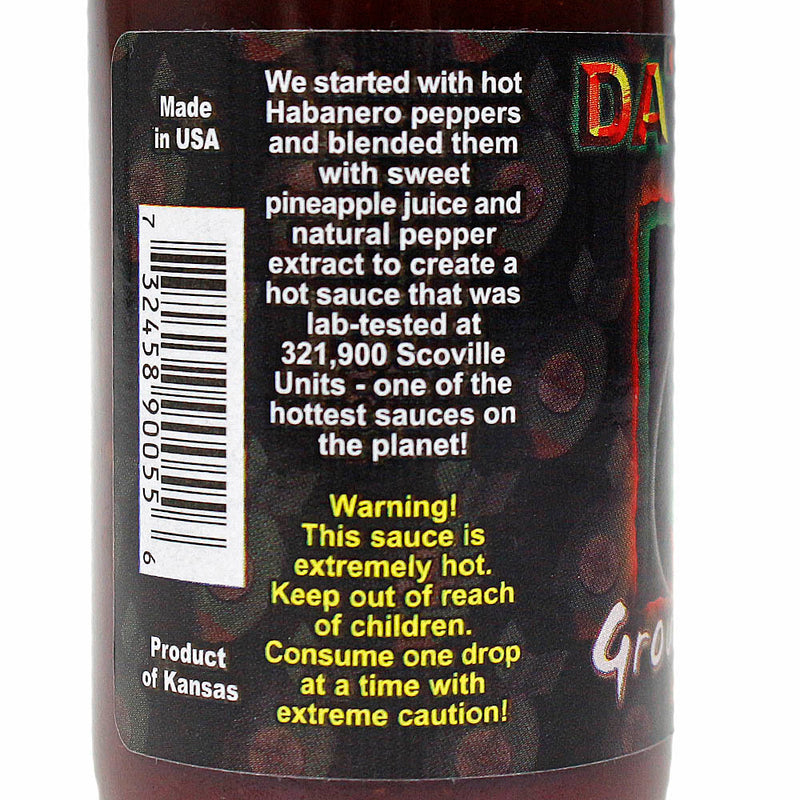 Made
in USA
7 32458 90055 6
Product
of Kansas
We started with hot
Habanero peppers
and blended them
with sweet
pineapple juice and
natural pepper
extract to create a
hot sauce that was
lab-tested at
321,900 Scoville
Units - one of the
hottest sauces on
the planet!
Warning!
This sauce is
extremely hot.
Keep out of reach
of children.
Consume one drop
at a time with
extreme caution!